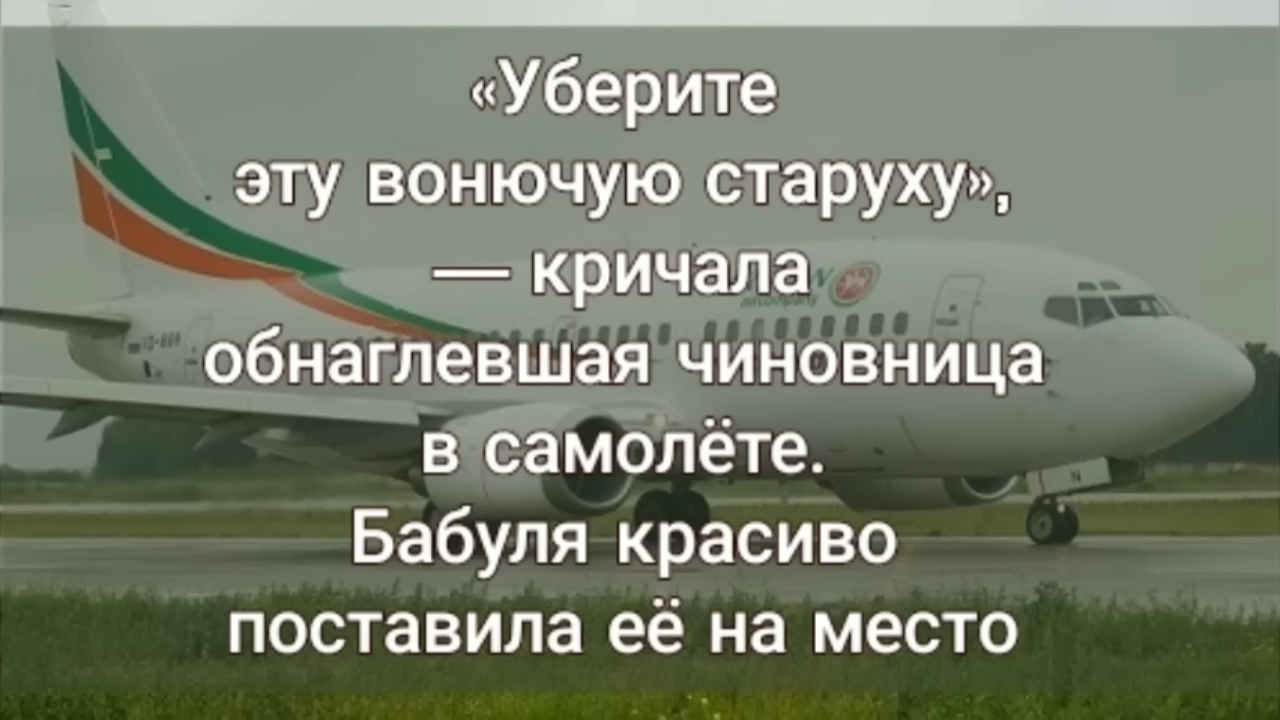 «Уберите
эту вонючую старуху»,
— кричала
обнаглевшая чиновница
в самолёте.
Бабуля красиво
поставила её на место